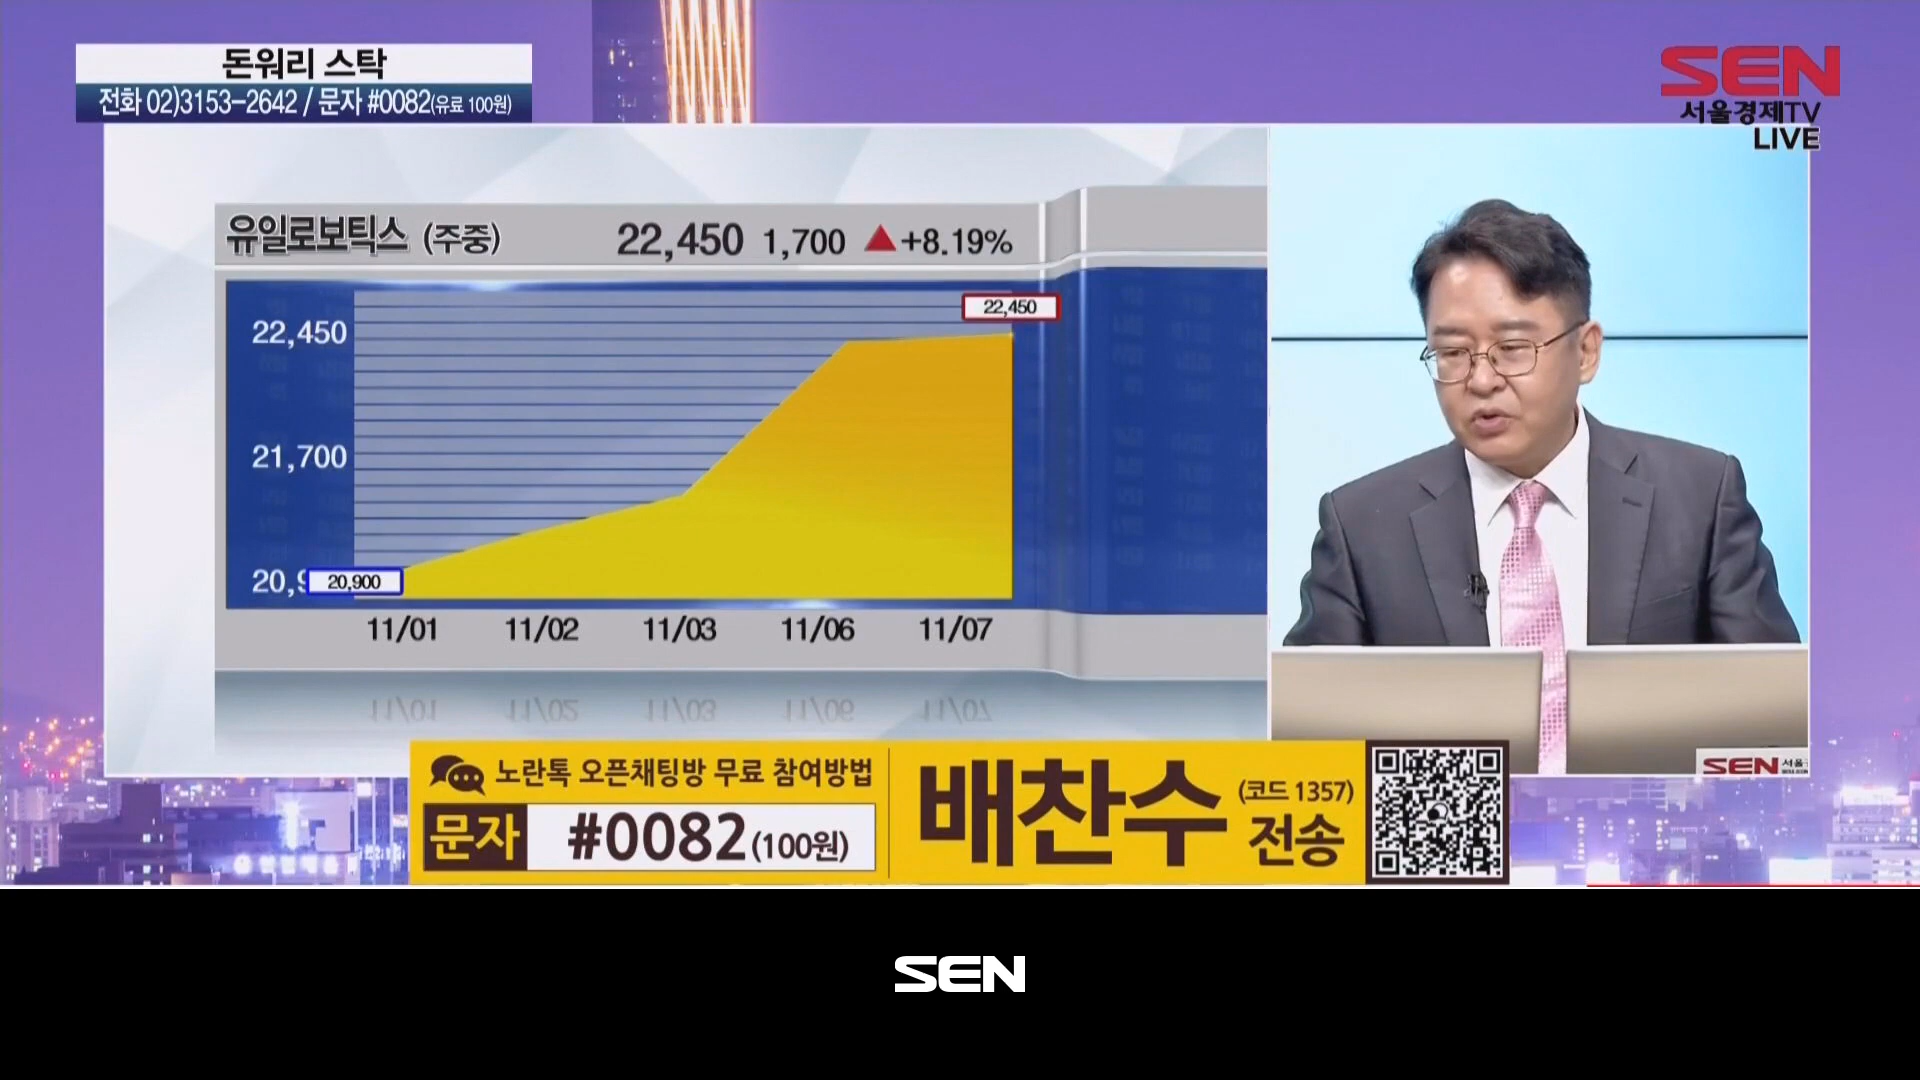 돈워리 스탁
전화 02)3153-2642 / 문자 #0082(유료 100원)
SEN
서울경제TV
LIVE
유일로보틱스 (주중) 22,450 1,700 ▲+8.19%
22,450
22,450
21,700
20,900
11/01 11/02 11/03 11/06 11/07
노란톡 오픈채팅방 무료 참여방법
문자 #0082(100원)
배찬수 (코드 1357)
전송
SEN 서울
SEN